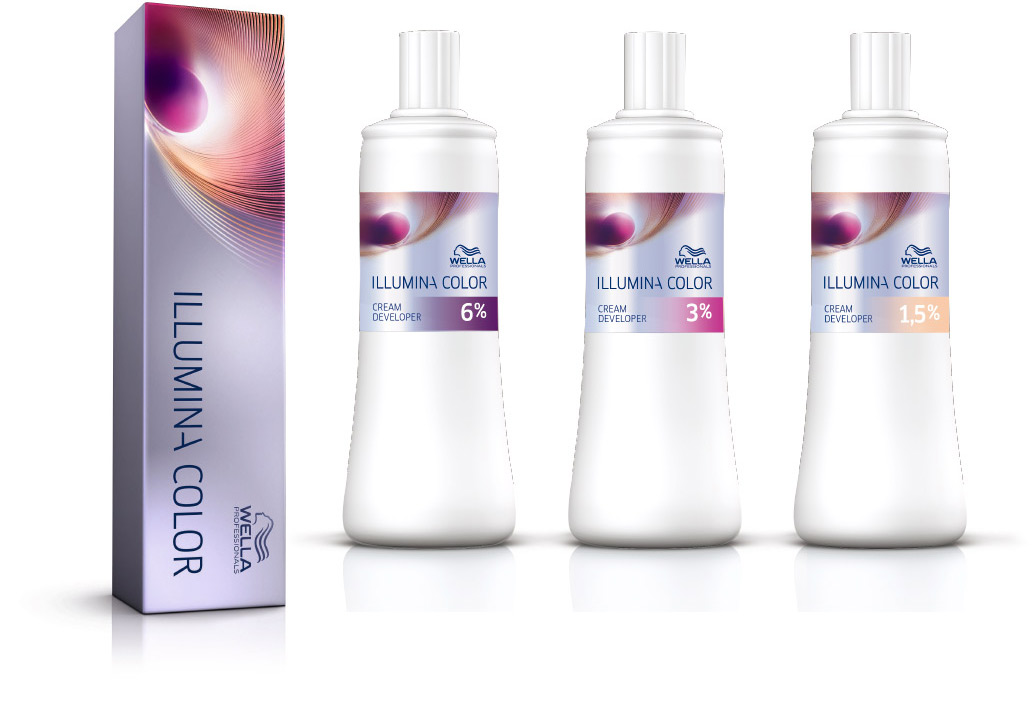 ILLUMINA COLOR
WELLA
PROFESSIONALS
WELLA
PROFESSIONALS
ILLUMINA COLOR
CREAM
DEVELOPER
6%
WELLA
PROFESSIONALS
ILLUMINA COLOR
CREAM
DEVELOPER
3%
WELLA
PROFESSIONALS
ILLUMINA COLOR
CREAM
DEVELOPER
1,5%